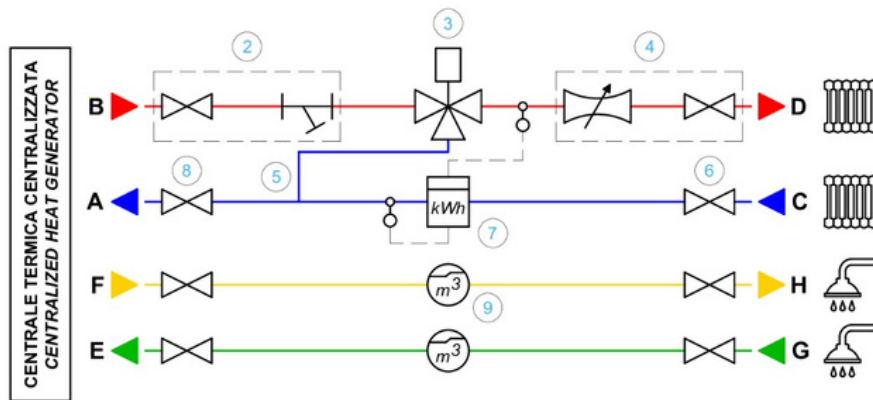 CENTRALE TERMICA CENTRALIZZATA
CENTRALIZED HEAT GENERATOR
2
3
4
B
D
8
5
6
A
kWh
C
7
F
m³
H
9
E
m³
G